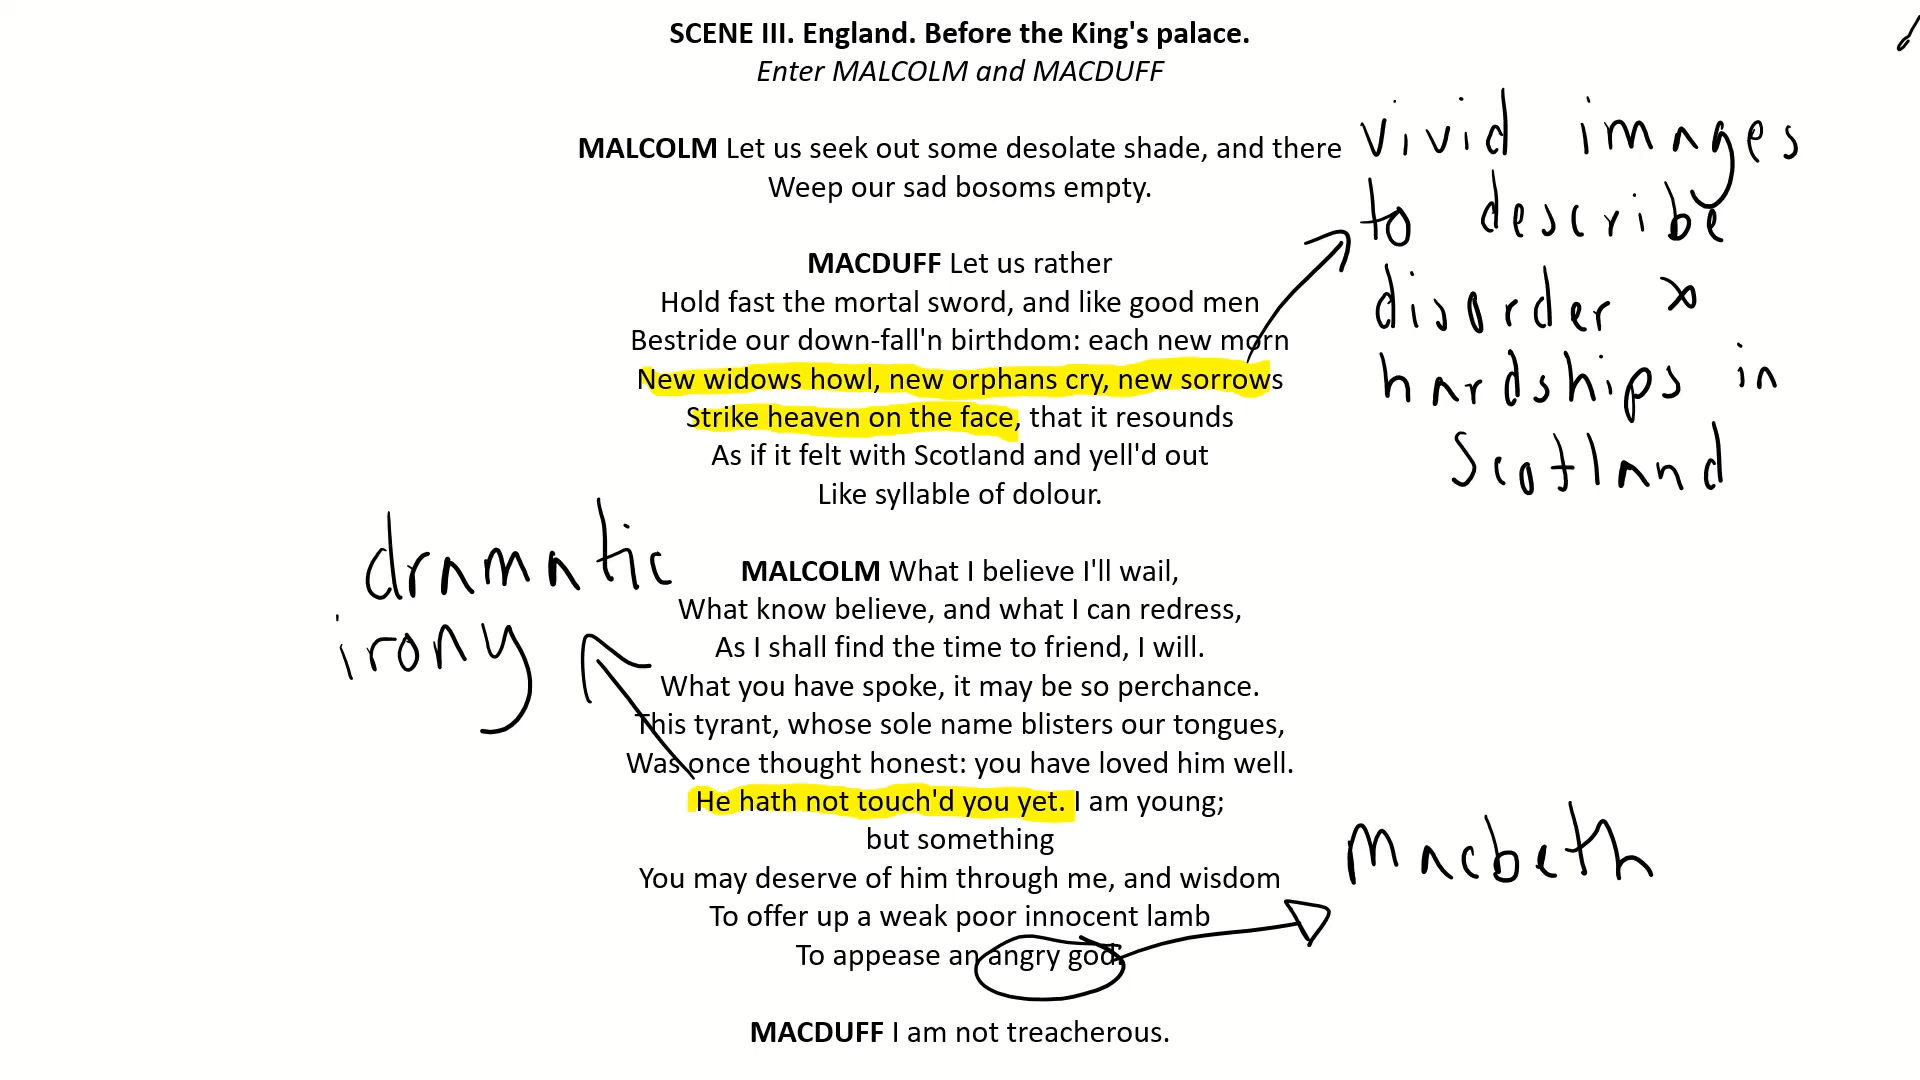 SCENE III. England. Before the King's palace.
Enter MALCOLM and MACDUFF
MALCOLM Let us seek out some desolate shade, and there
Weep our sad bosoms empty.
MACDUFF Let us rather
Hold fast the mortal sword, and like good men
Bestride our down-fall'n birthdom: each new morn
New widows howl, new orphans cry, new sorrows
Strike heaven on the face, that it resounds
As if it felt with Scotland and yell'd out
Like syllable of dolour.
vivid images
to describe
disorder &
hardships in
Scotland
MALCOLM What I believe I'll wail,
What know believe, and what I can redress,
As I shall find the time to friend, I will.
What you have spoke, it may be so perchance.
This tyrant, whose sole name blisters our tongues,
Was once thought honest: you have loved him well.
He hath not touch'd you yet. I am young;
but something
You may deserve of him through me, and wisdom
To offer up a weak poor innocent lamb
To appease an angry god.
dramatic
irony
Macbeth
MACDUFF I am not treacherous.